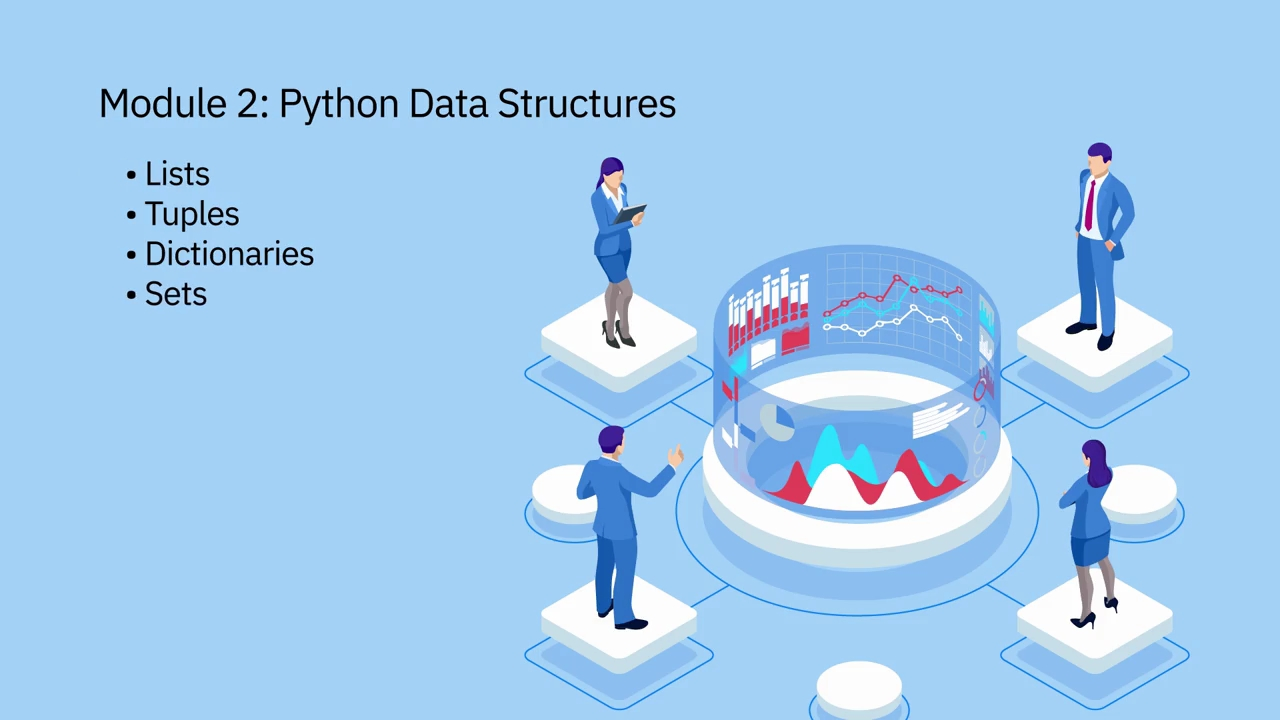 Module 2: Python Data Structures
• Lists
• Tuples
• Dictionaries
• Sets